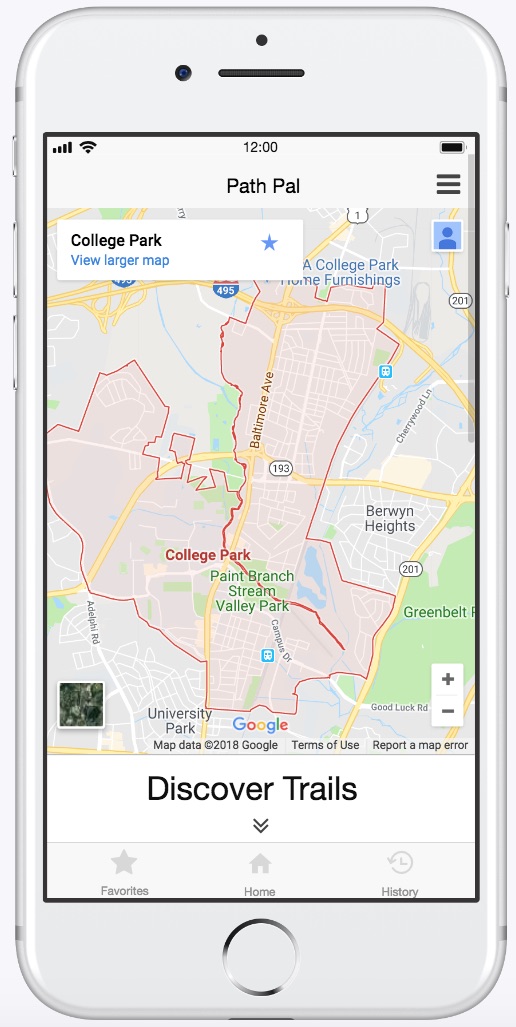 12:00
Path Pal
College Park
View larger map
1
495
495
A College Park
Home Furnishings
201
Baltimore Ave
Cherrywood Ln
193
Berwyn
Heights
College Park
201
Paint Branch
Stream
Valley Park
Greenbelt P
Adelphi Rd
Campus Dr
+
−
University
Park
Good Luck Rd
Google
Map data ©2018 Google
Terms of Use
Report a map error
Discover Trails
Favorites
Home
History